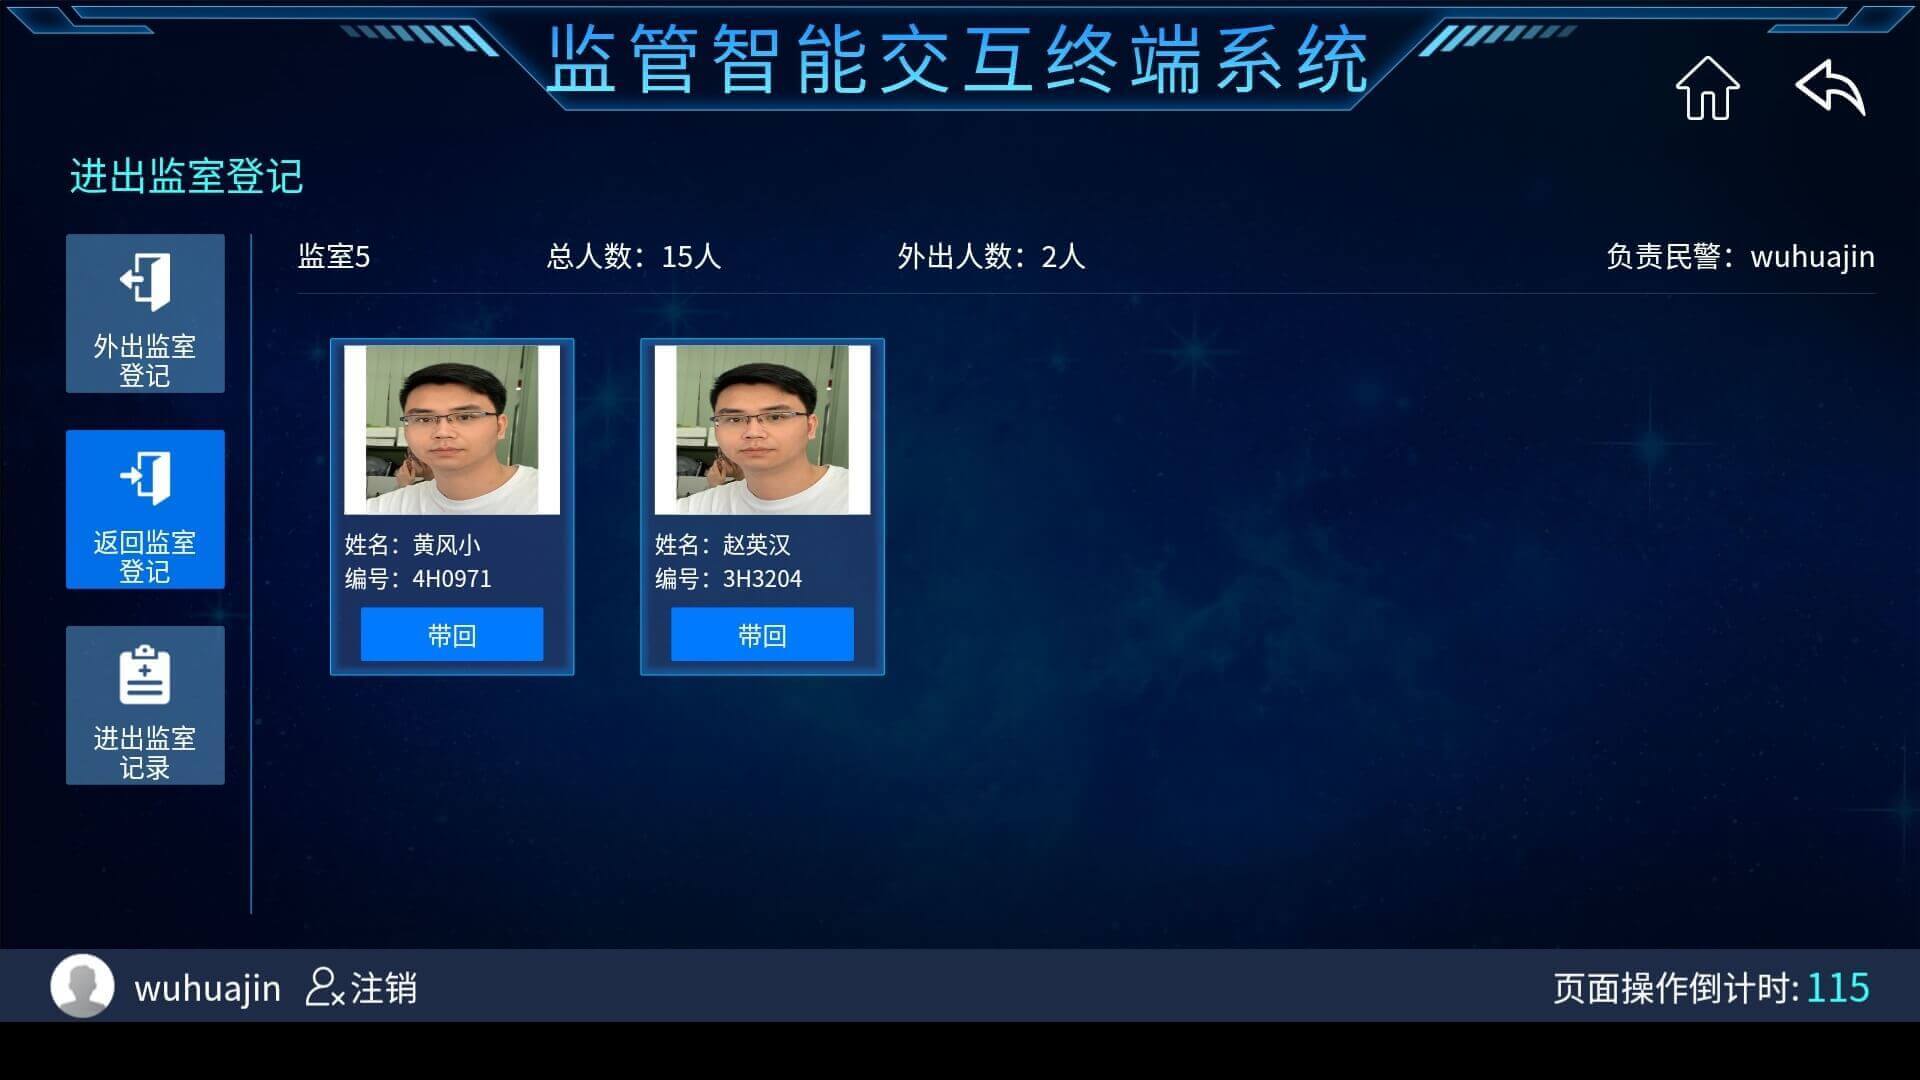 监管智能交互终端系统
进出监室登记
外出监室
登记
返回监室
登记
进出监室
记录
监室5 总人数：15人 外出人数：2人 负责民警：wuhuajin
姓名：黄风小
编号：4H0971
带回
姓名：赵英汉
编号：3H3204
带回
wuhuajin 注销
页面操作倒计时:115